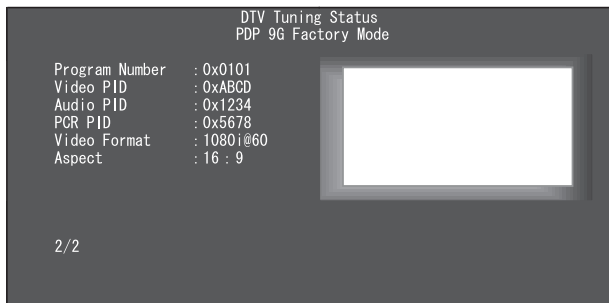 DTV Tuning Status
PDP 9G Factory Mode
Program Number : 0x0101
Video PID : 0xABCD
Audio PID : 0x1234
PCR PID : 0x5678
Video Format : 1080i@60
Aspect : 16 : 9
2/2